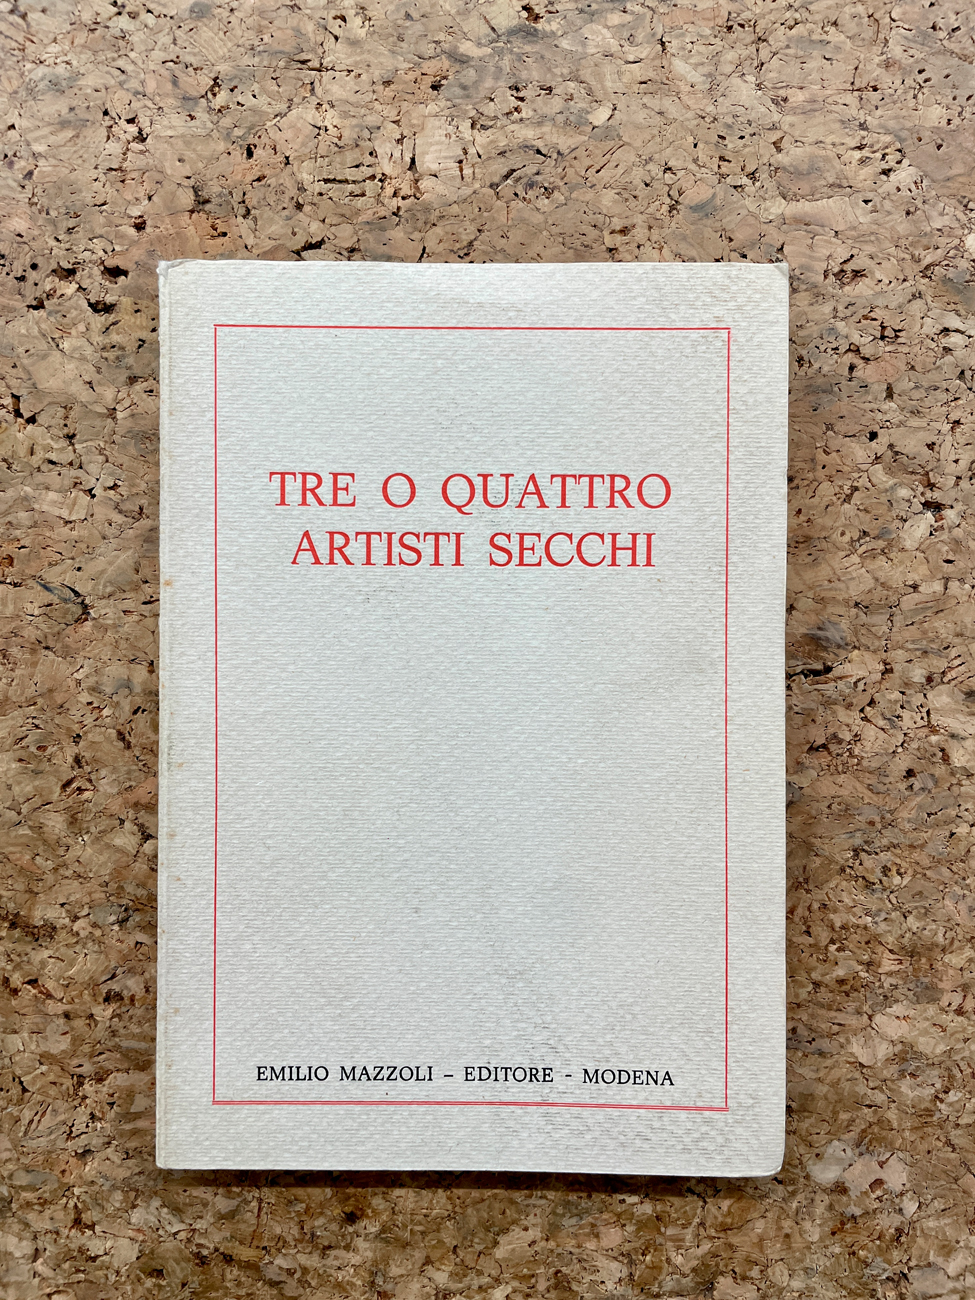 TRE O QUATTRO
ARTISTI SECCHI
EMILIO MAZZOLI – EDITORE - MODENA